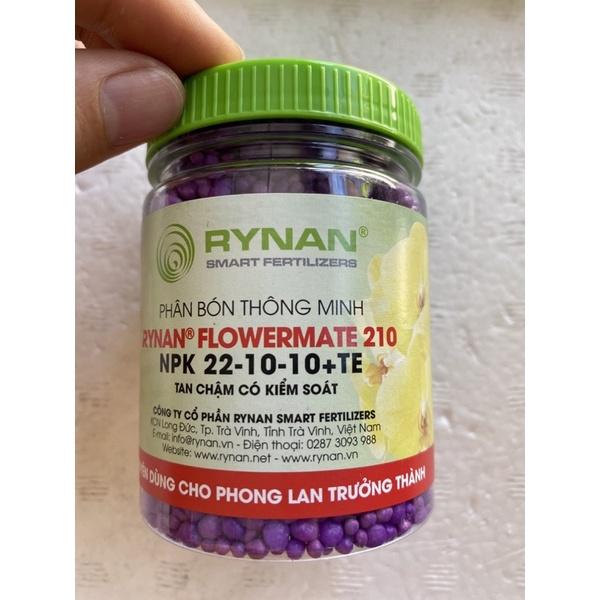 RYNAN®
SMART FERTILIZERS
PHÂN BÓN THÔNG MINH
RYNAN® FLOWERMATE 210
NPK 22-10-10+TE
TAN CHẬM CÓ KIỂM SOÁT
CÔNG TY CỔ PHẦN RYNAN SMART FERTILIZERS
KCN Long Đức, Tp. Trà Vinh, Tỉnh Trà Vinh, Việt Nam
E-mail: info@rynan.vn - Điện thoại: 0287 3093 988
Website: www.rynan.net - www.rynan.vn
DÙNG CHO PHONG LAN TRƯỞNG THÀNH